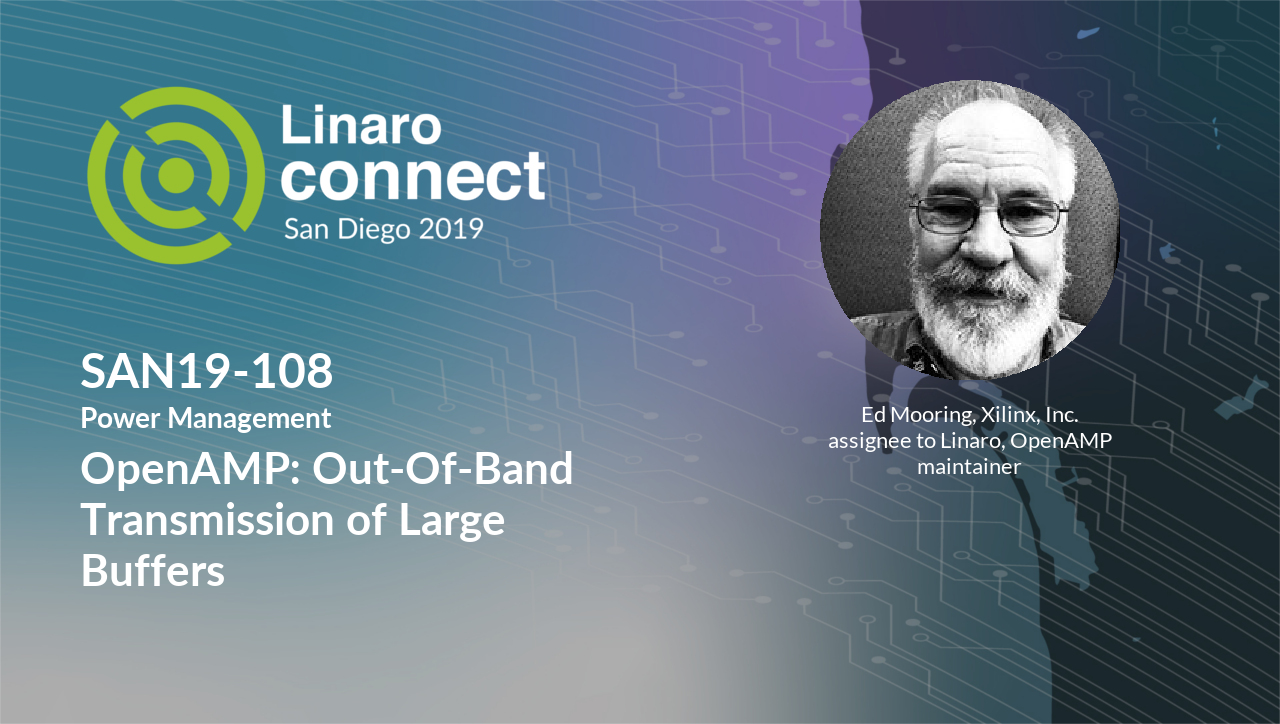 Linaro
connect
San Diego 2019
SAN19-108
Power Management
OpenAMP: Out-Of-Band
Transmission of Large
Buffers
Ed Mooring, Xilinx, Inc.
assignee to Linaro, OpenAMP
maintainer